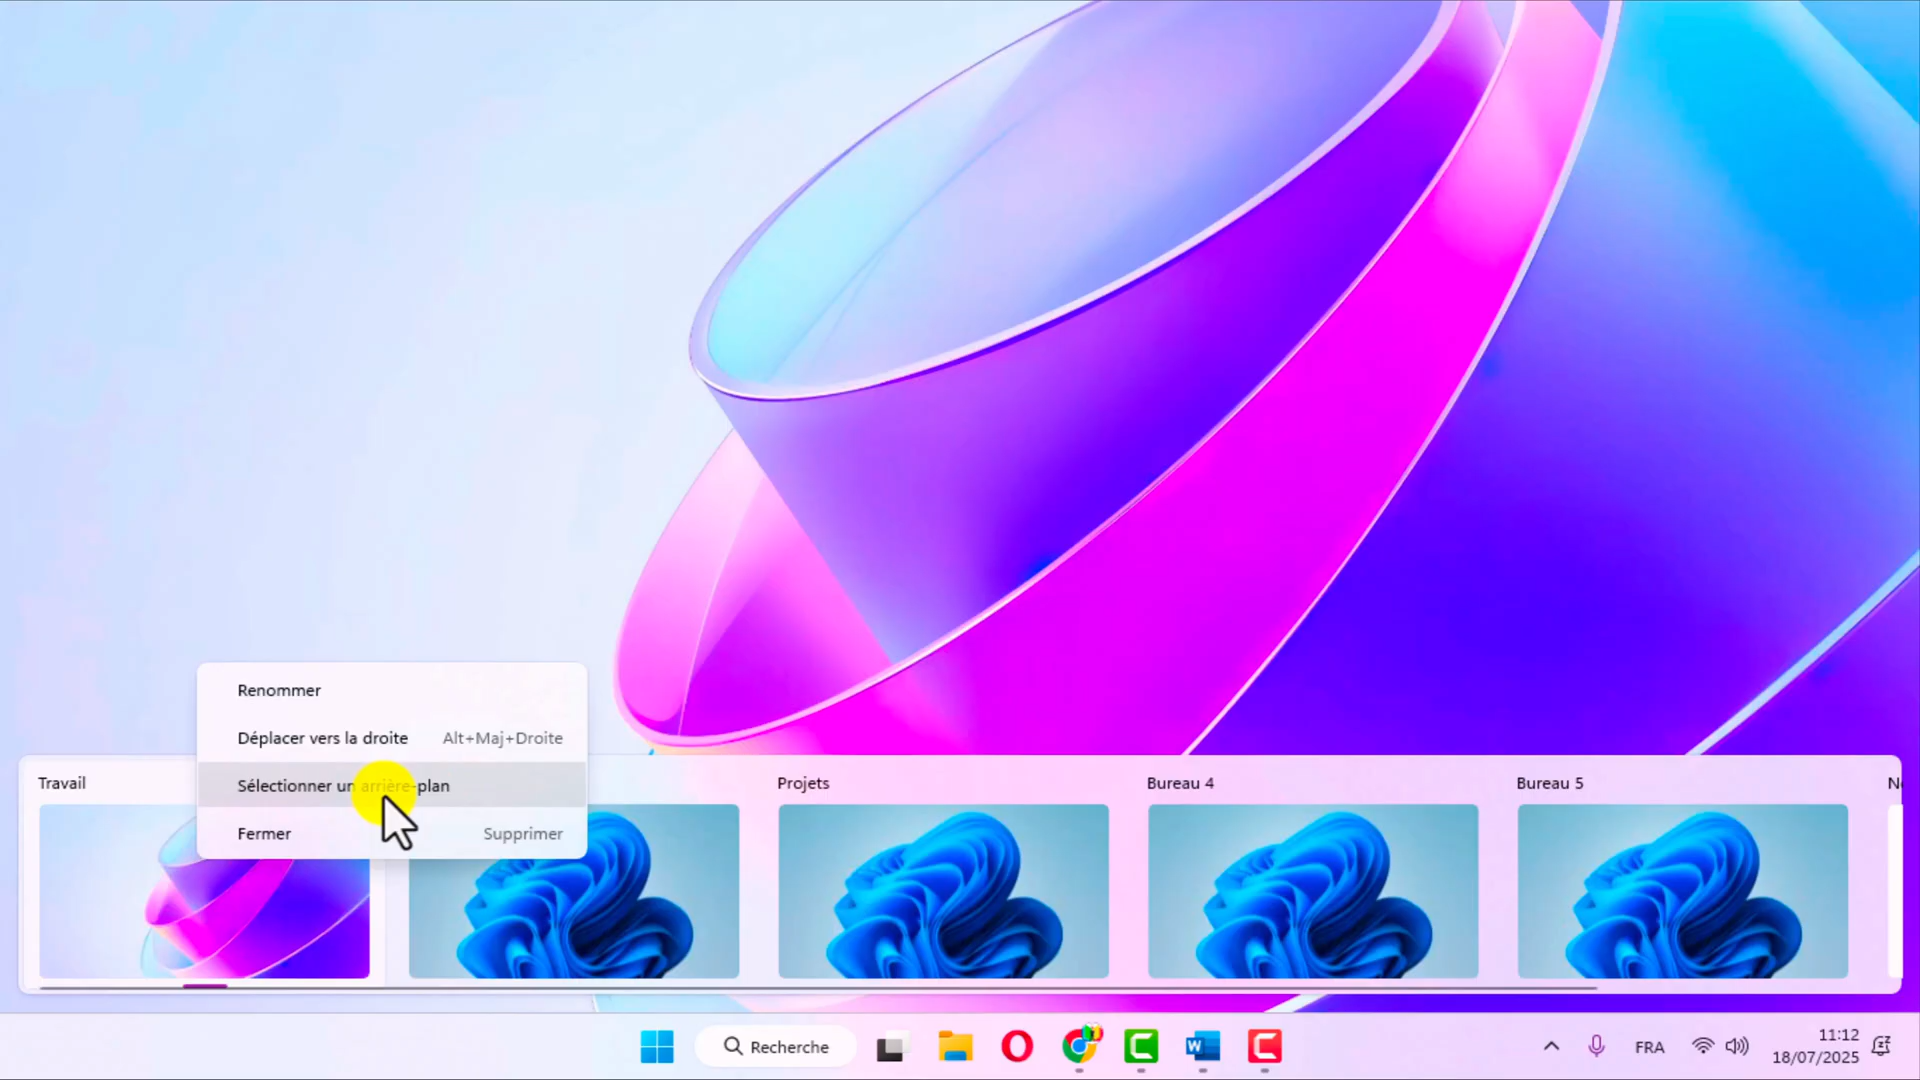 Renommer
Déplacer vers la droite Alt+Maj+Droite
Sélectionner un arrière-plan
Fermer Supprimer
Travail
Projets
Bureau 4
Bureau 5
Recherche
FRA
11:12
18/07/2025